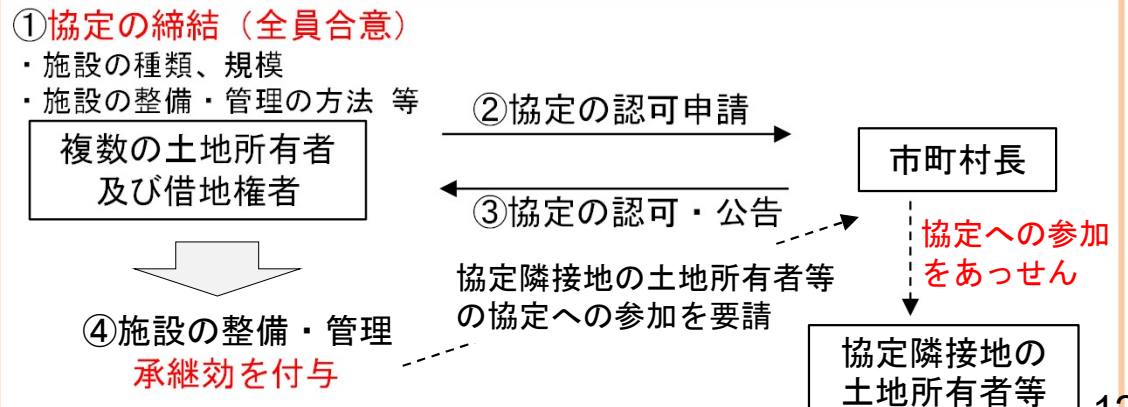 ①協定の締結（全員合意）
・施設の種類、規模
・施設の整備・管理の方法 等
複数の土地所有者
及び借地権者
②協定の認可申請
③協定の認可・公告
市町村長
協定への参加
をあっせん
協定隣接地の土地所有者等
の協定への参加を要請
④施設の整備・管理
承継効を付与
協定隣接地の
土地所有者等